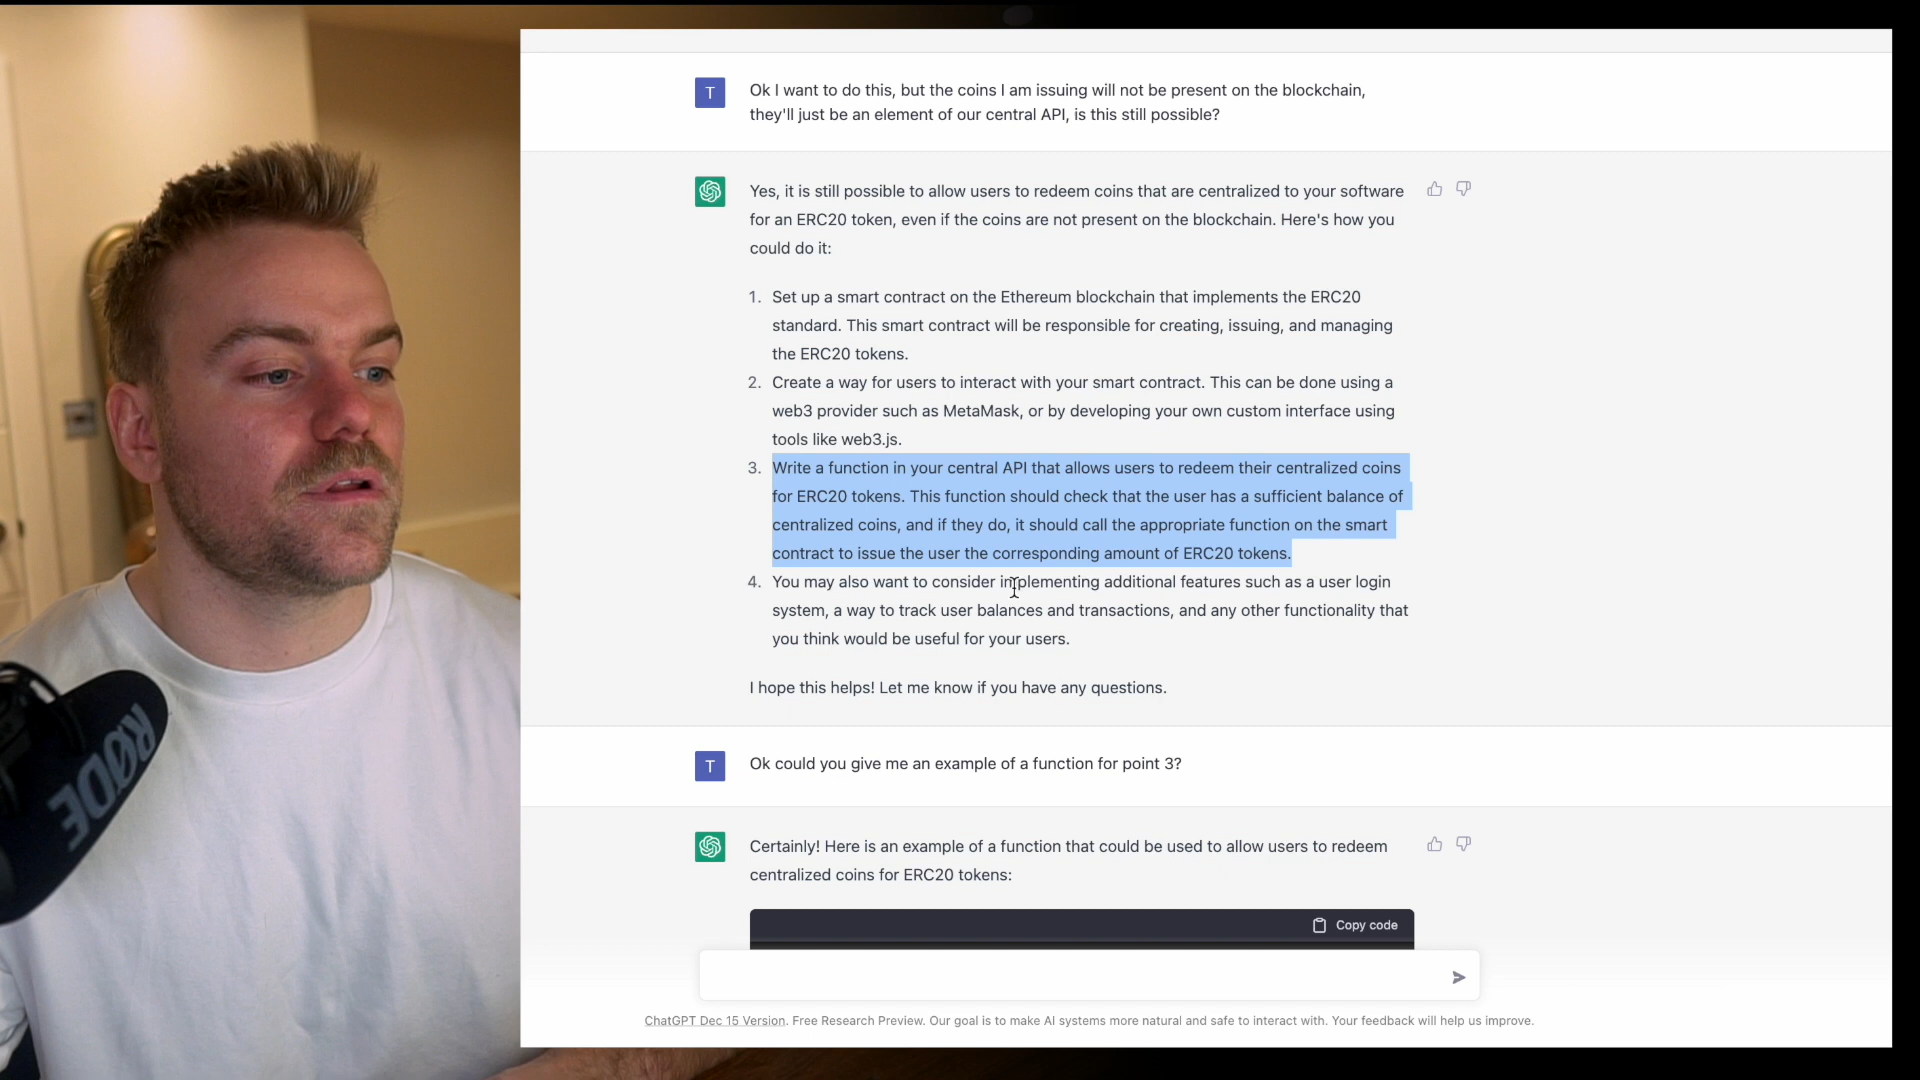 T
Ok I want to do this, but the coins I am issuing will not be present on the blockchain,
they'll just be an element of our central API, is this still possible?
Yes, it is still possible to allow users to redeem coins that are centralized to your software
for an ERC20 token, even if the coins are not present on the blockchain. Here's how you
could do it:
1. Set up a smart contract on the Ethereum blockchain that implements the ERC20
standard. This smart contract will be responsible for creating, issuing, and managing
the ERC20 tokens.
2. Create a way for users to interact with your smart contract. This can be done using a
web3 provider such as MetaMask, or by developing your own custom interface using
tools like web3.js.
3. Write a function in your central API that allows users to redeem their centralized coins
for ERC20 tokens. This function should check that the user has a sufficient balance of
centralized coins, and if they do, it should call the appropriate function on the smart
contract to issue the user the corresponding amount of ERC20 tokens.
4. You may also want to consider implementing additional features such as a user login
system, a way to track user balances and transactions, and any other functionality that
you think would be useful for your users.
I hope this helps! Let me know if you have any questions.
T
Ok could you give me an example of a function for point 3?
Certainly! Here is an example of a function that could be used to allow users to redeem
centralized coins for ERC20 tokens:
Copy code
ChatGPT Dec 15 Version. Free Research Preview. Our goal is to make AI systems more natural and safe to interact with. Your feedback will help us improve.
RØDE